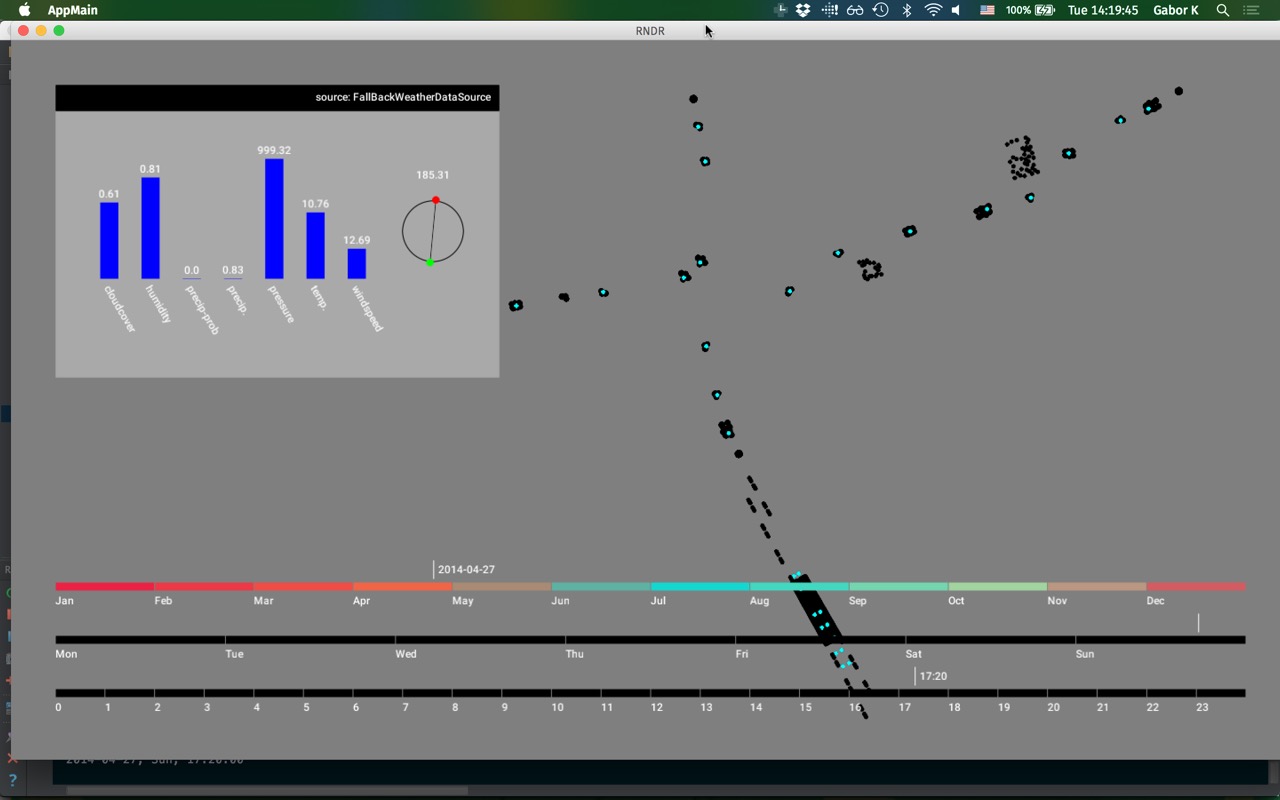 AppMain
100%
Tue 14:19:45
Gabor K
RNDR
source: FallBackWeatherDataSource
999.32
0.81
0.61
185.31
10.76
12.69
0.0
0.83
cloudcover
humidity
precip-prob
precip.
pressure
temp.
windspeed
2014-04-27
Jan Feb Mar Apr May Jun Jul Aug Sep Oct Nov Dec
Mon Tue Wed Thu Fri Sat Sun
17:20
0 1 2 3 4 5 6 7 8 9 10 11 12 13 14 15 16 17 18 19 20 21 22 23
2014-04-27, Sun, 17:20:00